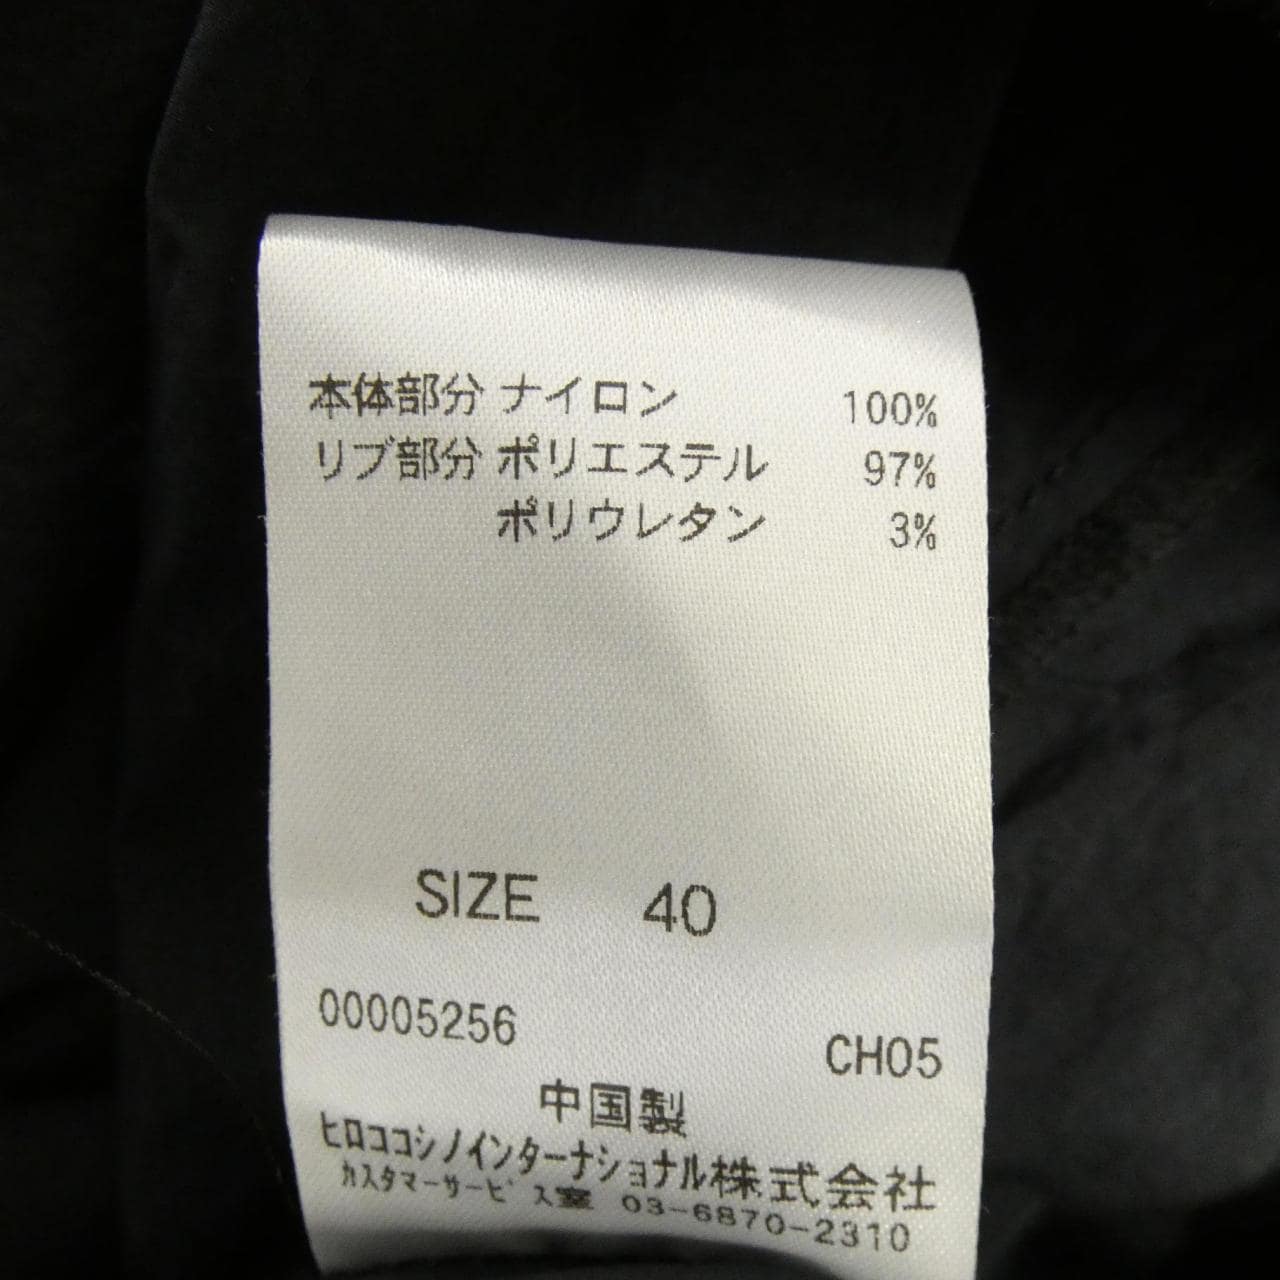 本体部分 ナイロン 100%
リブ部分 ポリエステル 97%
ポリウレタン 3%
SIZE 40
00005256
CH05
中国製
ﾋﾛｺｺｼﾉｲﾝﾀｰﾅｼｮﾅﾙ株式会社
ｶｽﾀﾏｰｻｰﾋﾞｽ室 03-6870-2310